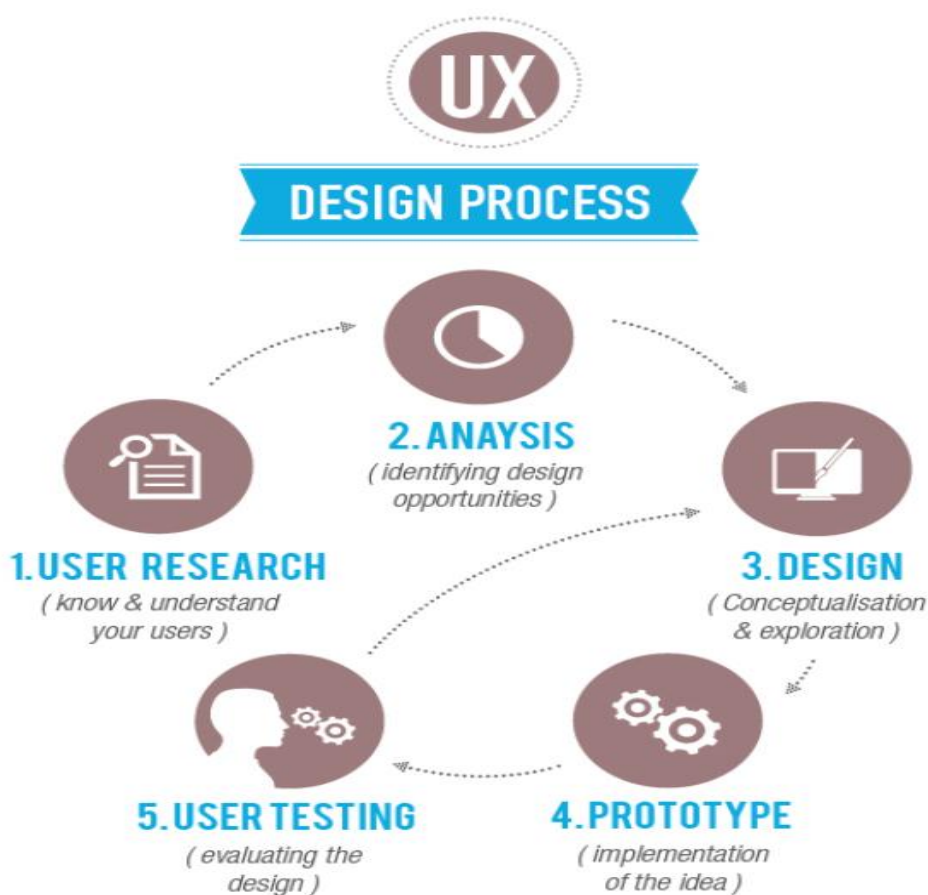 UX
DESIGN PROCESS
2. ANAYSIS
( identifying design
opportunities )
1. USER RESEARCH
( know & understand
your users )
3. DESIGN
( Conceptualisation
& exploration )
5. USER TESTING
( evaluating the
design )
4. PROTOTYPE
( implementation
of the idea )